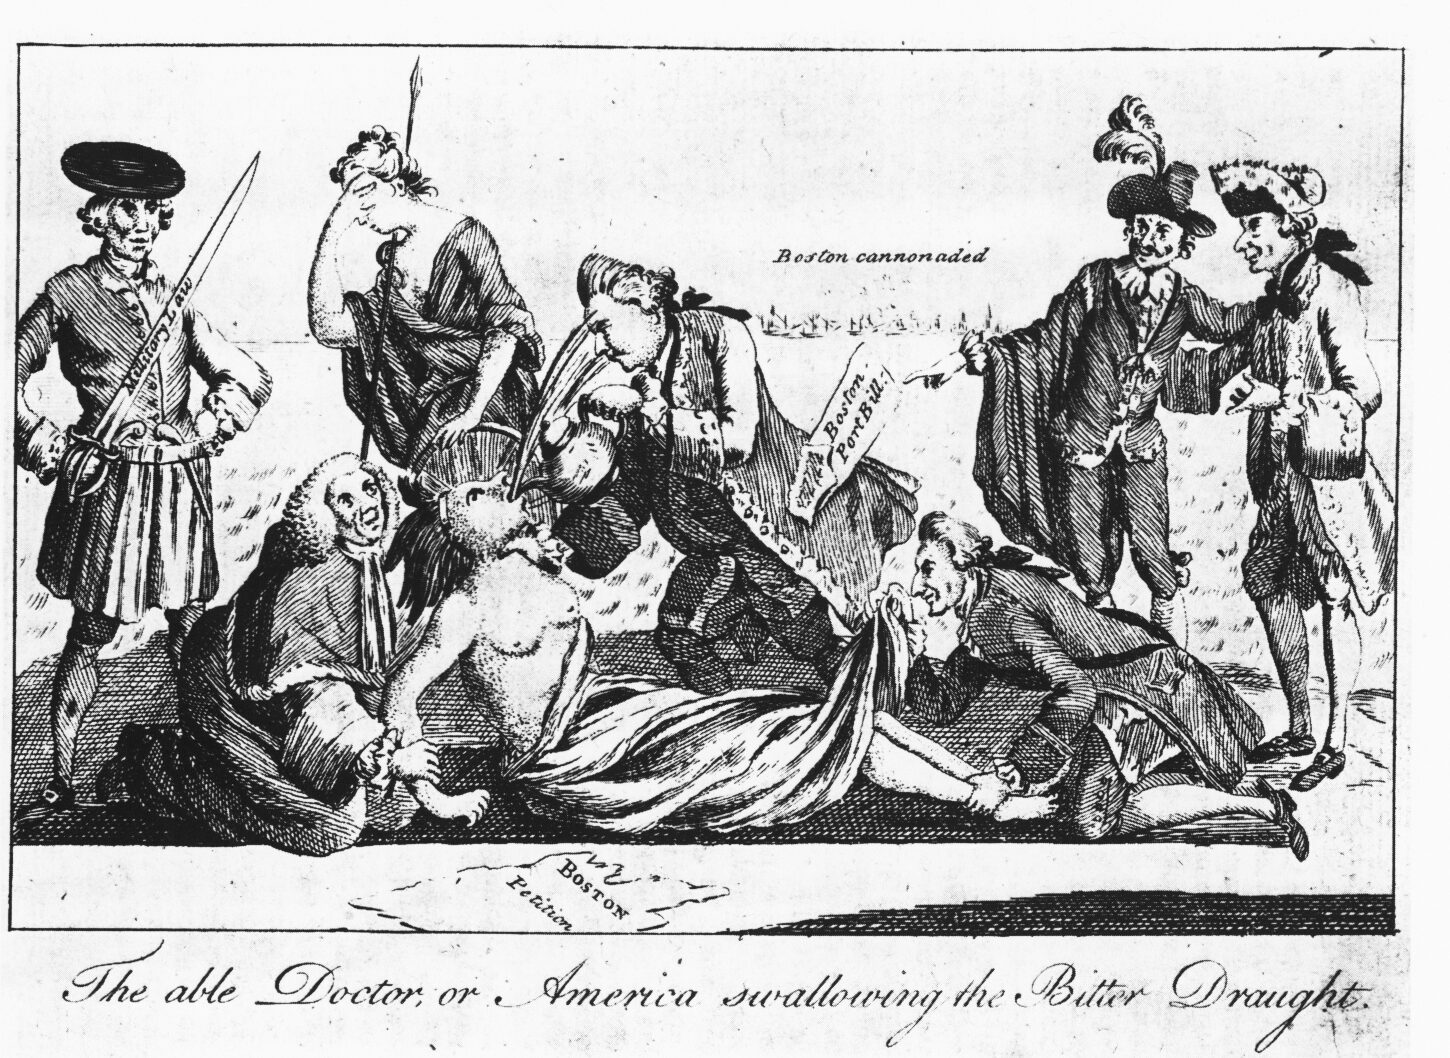 Boston cannonaded
Military Law
Boston
Port Bill.
BOSTON
Petition
The able Doctor, or America swallowing the Bitter Draught.